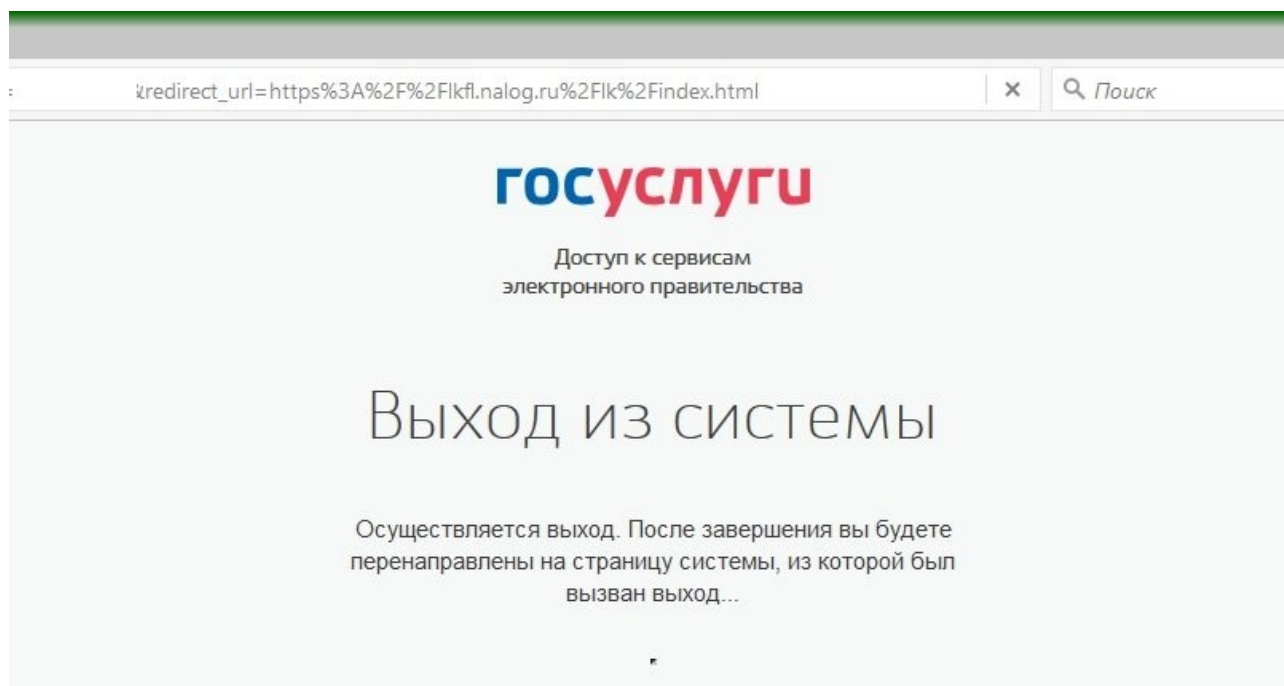 =
&redirect_url=https%3A%2F%2Flkfl.nalog.ru%2Flk%2Findex.html
Поиск
госуслуги
Доступ к сервисам
электронного правительства
Выход из системы
Осуществляется выход. После завершения вы будете
перенаправлены на страницу системы, из которой был
вызван выход...